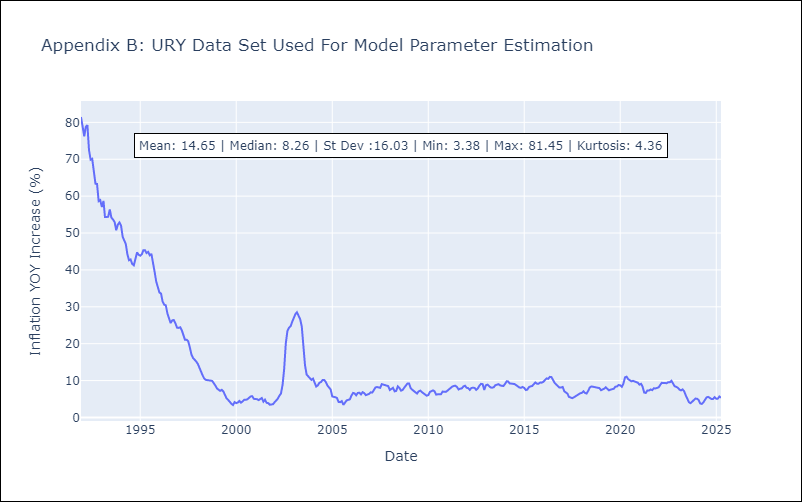 Appendix B: URY Data Set Used For Model Parameter Estimation
Mean: 14.65 | Median: 8.26 | St Dev :16.03 | Min: 3.38 | Max: 81.45 | Kurtosis: 4.36
Inflation YOY Increase (%)
80
70
60
50
40
30
20
10
0
1995 2000 2005 2010 2015 2020 2025
Date